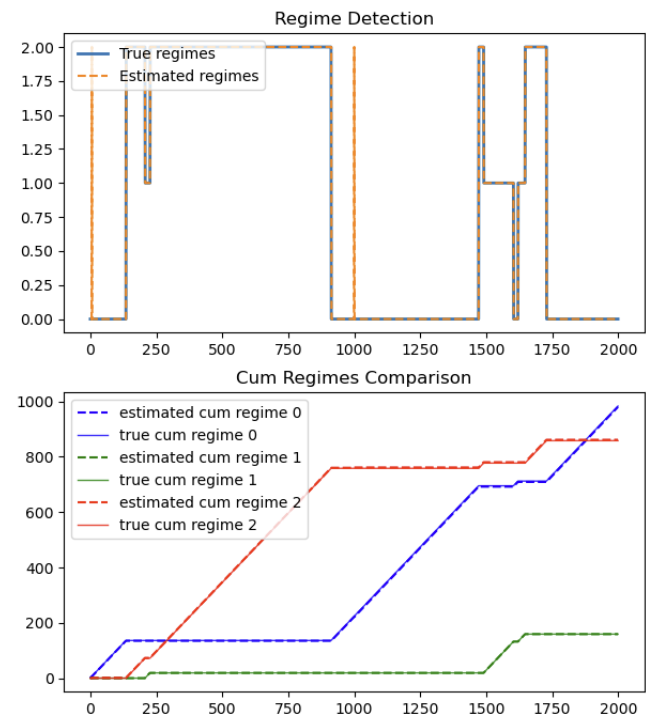 Regime Detection
2.00
1.75
1.50
1.25
1.00
0.75
0.50
0.25
0.00
True regimes
Estimated regimes
0 250 500 750 1000 1250 1500 1750 2000
Cum Regimes Comparison
1000
800
600
400
200
0
estimated cum regime 0
true cum regime 0
estimated cum regime 1
true cum regime 1
estimated cum regime 2
true cum regime 2
0 250 500 750 1000 1250 1500 1750 2000